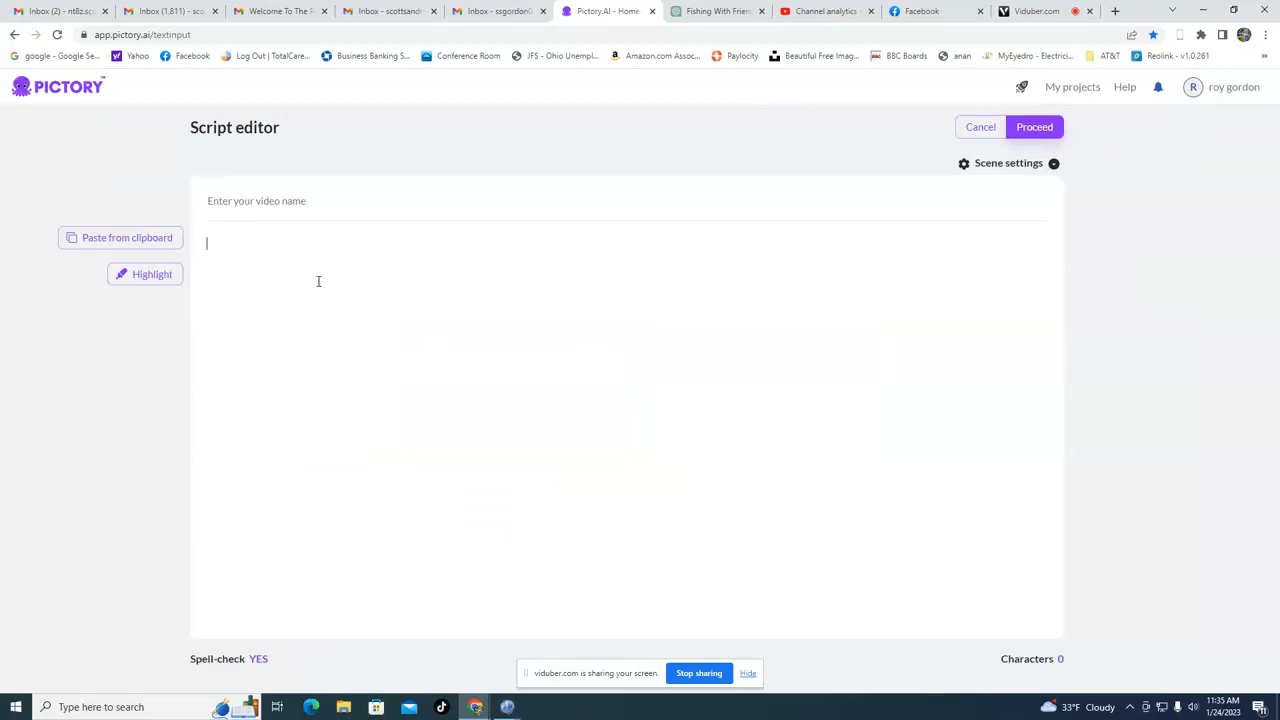 Inbox (2) - nt8z.sc
Inbox (1,811) - sco
Welcome To The F
Inbox - scottsand
Inbox - ssgordon0
Pictory.AI - Home
Fishing With Frien
Channel analytics -
Facebook
Viduber.com
app.pictory.ai/textinput
google - Google Se...
Yahoo
Facebook
Log Out | TotalCare...
Business Banking S...
Conference Room
JFS - Ohio Unempl...
Amazon.com Assoc...
Paylocity
Beautiful Free Imag...
BBC Boards
anan
MyEyedro - Electrici...
AT&T
Reolink - v1.0.261
PICTORY™
My projects
Help
R
roy gordon
Script editor
Cancel
Proceed
Scene settings
Enter your video name
Paste from clipboard
Highlight
Spell-check YES
Characters 0
viduber.com is sharing your screen.
Stop sharing
Hide
Type here to search
33°F Cloudy
11:35 AM
1/24/2023